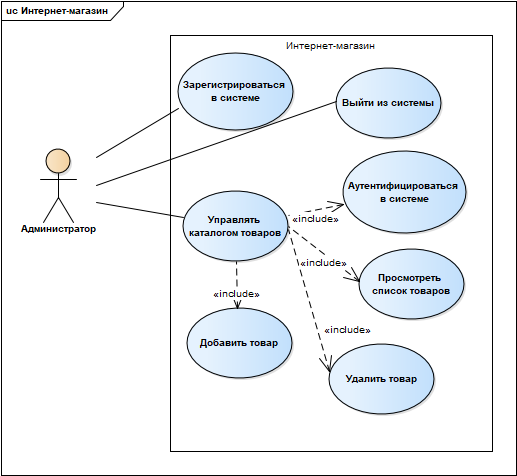 uc Интернет-магазин
Интернет-магазин
Зарегистрироваться
в системе
Выйти из системы
Аутентифицироваться
в системе
«include»
Управлять
каталогом товаров
Администратор
«include»
Просмотреть
список товаров
«include»
«include»
Добавить товар
Удалить товар